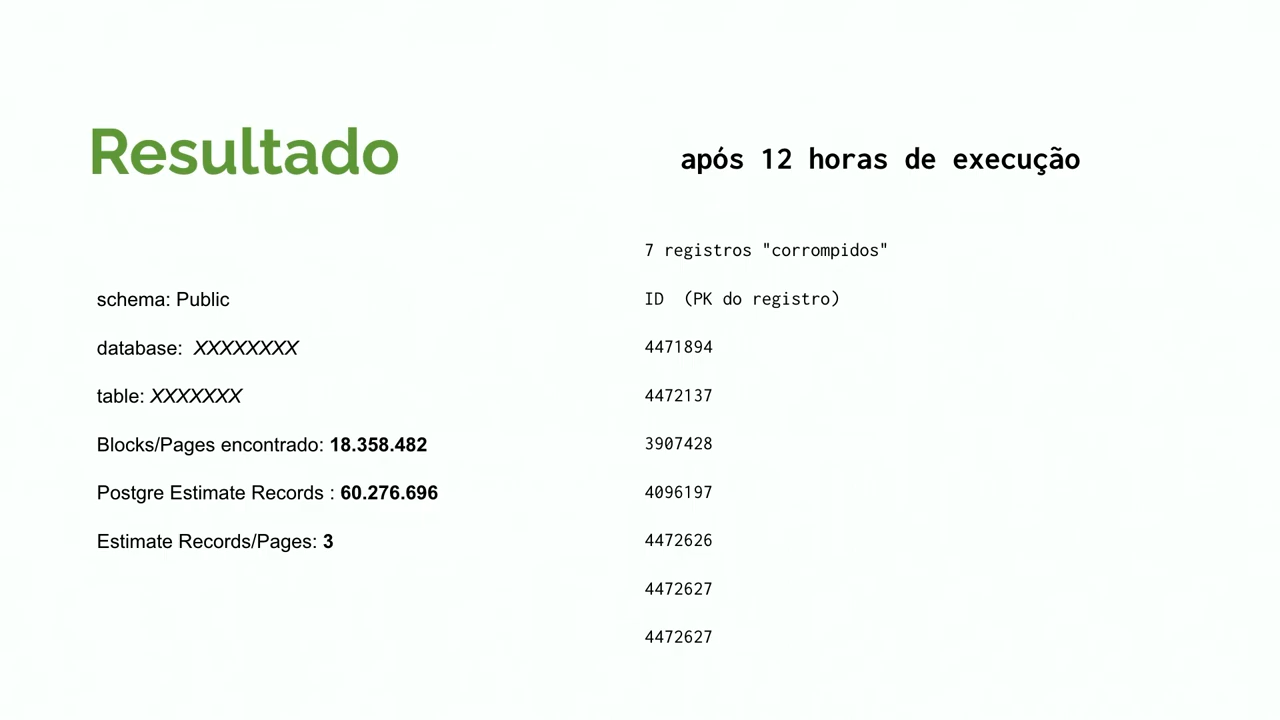 Resultado
após 12 horas de execução
schema: Public
database: XXXXXXXX
table: XXXXXXX
Blocks/Pages encontrado: 18.358.482
Postgre Estimate Records : 60.276.696
Estimate Records/Pages: 3
7 registros "corrompidos"
ID (PK do registro)
4471894
4472137
3907428
4096197
4472626
4472627
4472627